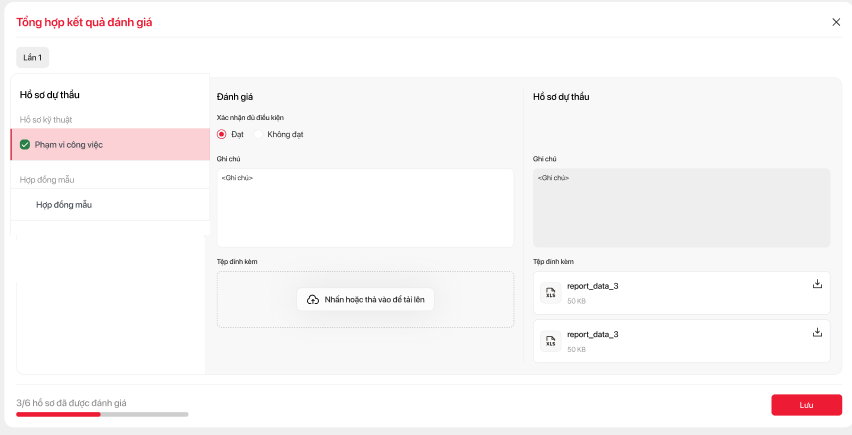 Tổng hợp kết quả đánh giá
Lần 1
Hồ sơ dự thầu
Hồ sơ kỹ thuật
Phạm vi công việc
Hợp đồng mẫu
Hợp đồng mẫu
Đánh giá
Xác nhận đủ điều kiện
Đạt
Không đạt
Ghi chú
<Ghi chú>
Tệp đính kèm
Nhấn hoặc thả vào để tải lên
Hồ sơ dự thầu
Ghi chú
<Ghi chú>
Tệp đính kèm
XLS
report_data_3
50 KB
XLS
report_data_3
50 KB
3/6 hồ sơ đã được đánh giá
Lưu